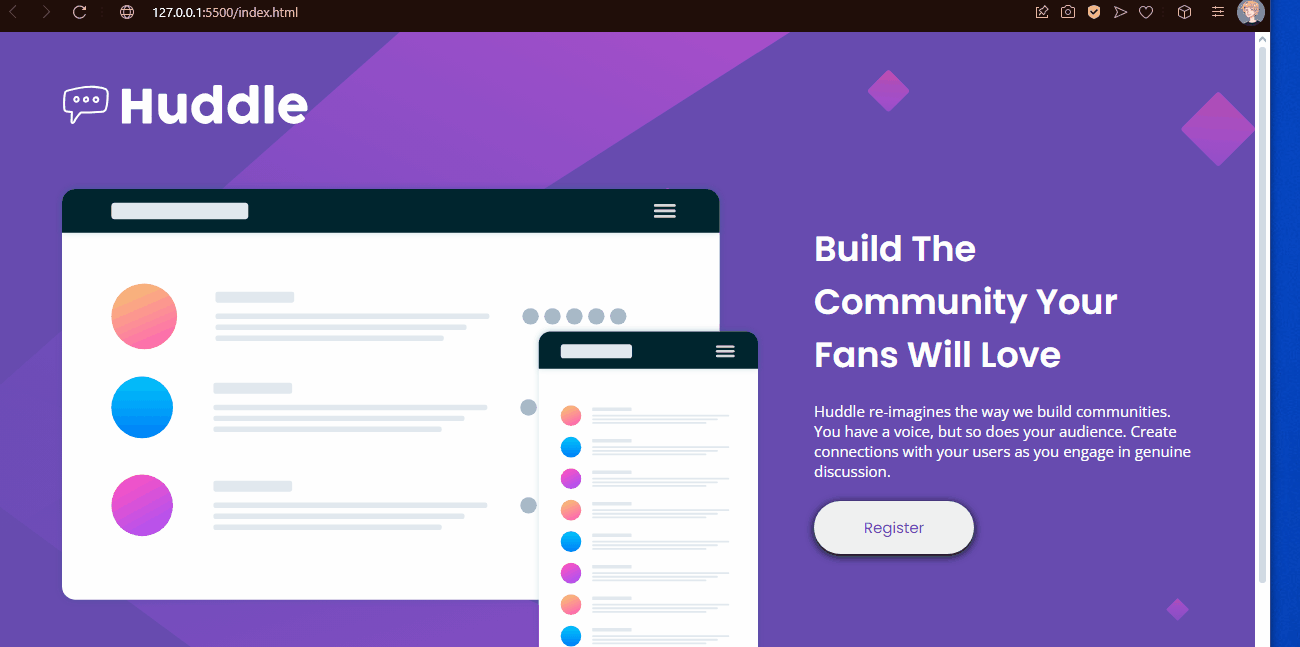 127.0.0.1:5500/index.html
Huddle
Build The
Community Your
Fans Will Love
Huddle re-imagines the way we build communities.
You have a voice, but so does your audience. Create
connections with your users as you engage in genuine
discussion.
Register